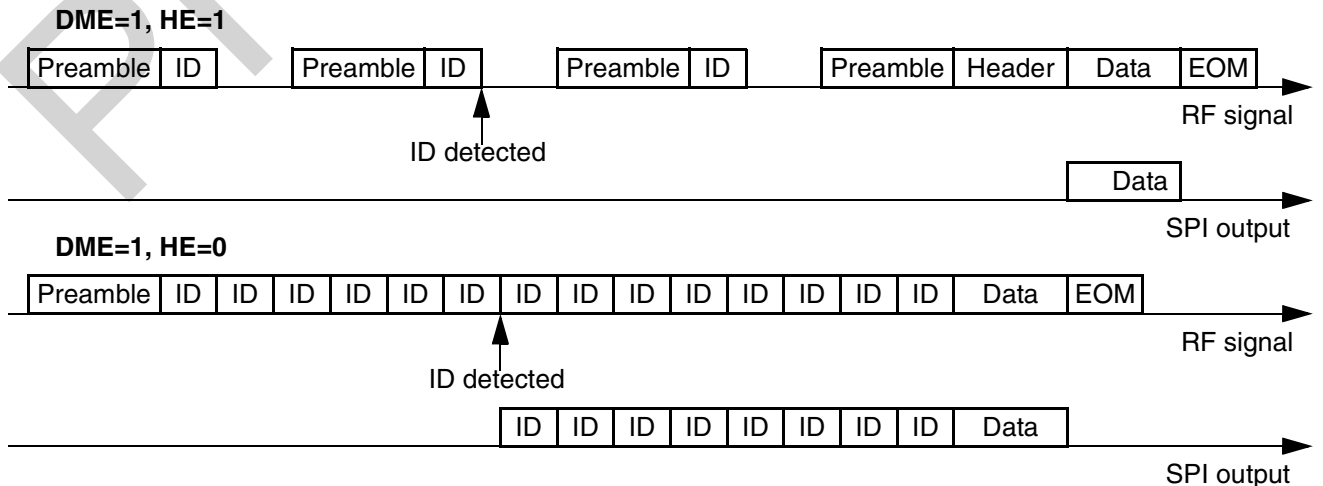 DME=1, HE=1
Preamble ID Preamble ID Preamble ID Preamble Header Data EOM
RF signal
ID detected
Data
SPI output
DME=1, HE=0
Preamble ID ID ID ID ID ID ID ID ID ID ID ID ID ID Data EOM
RF signal
ID detected
ID ID ID ID ID ID ID ID Data
SPI output